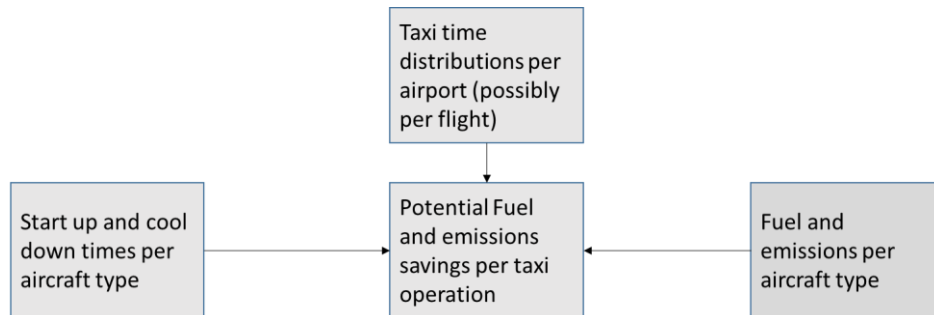 Taxi time
distributions per
airport (possibly
per flight)
Start up and cool
down times per
aircraft type
Potential Fuel
and emissions
savings per taxi
operation
Fuel and
emissions per
aircraft type